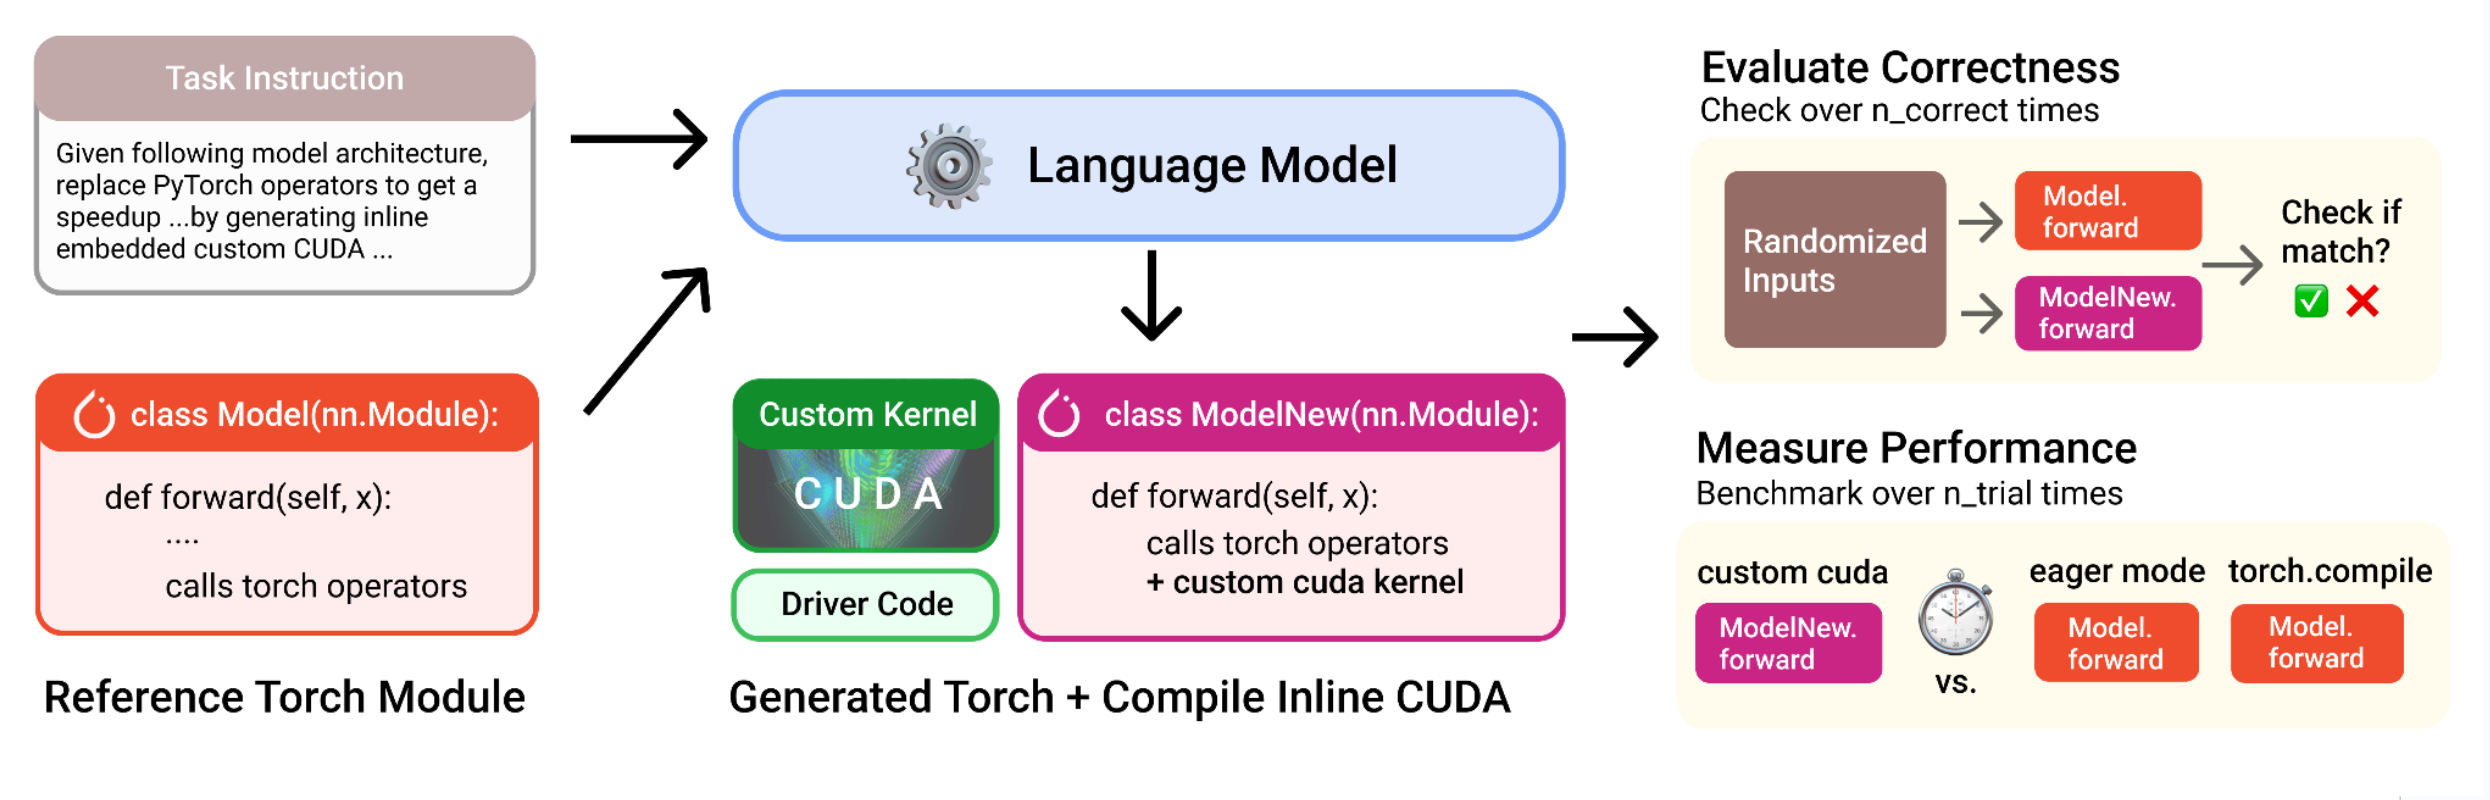 Task Instruction
Given following model architecture,
replace PyTorch operators to get a
speedup ...by generating inline
embedded custom CUDA ...
class Model(nn.Module):
def forward(self, x):
....
calls torch operators
Reference Torch Module
Language Model
Custom Kernel
CUDA
Driver Code
class ModelNew(nn.Module):
def forward(self, x):
calls torch operators
+ custom cuda kernel
Generated Torch + Compile Inline CUDA
Evaluate Correctness
Check over n_correct times
Randomized
Inputs
Model.
forward
ModelNew.
forward
Check if
match?
Measure Performance
Benchmark over n_trial times
custom cuda
ModelNew.
forward
vs.
eager mode
Model.
forward
torch.compile
Model.
forward